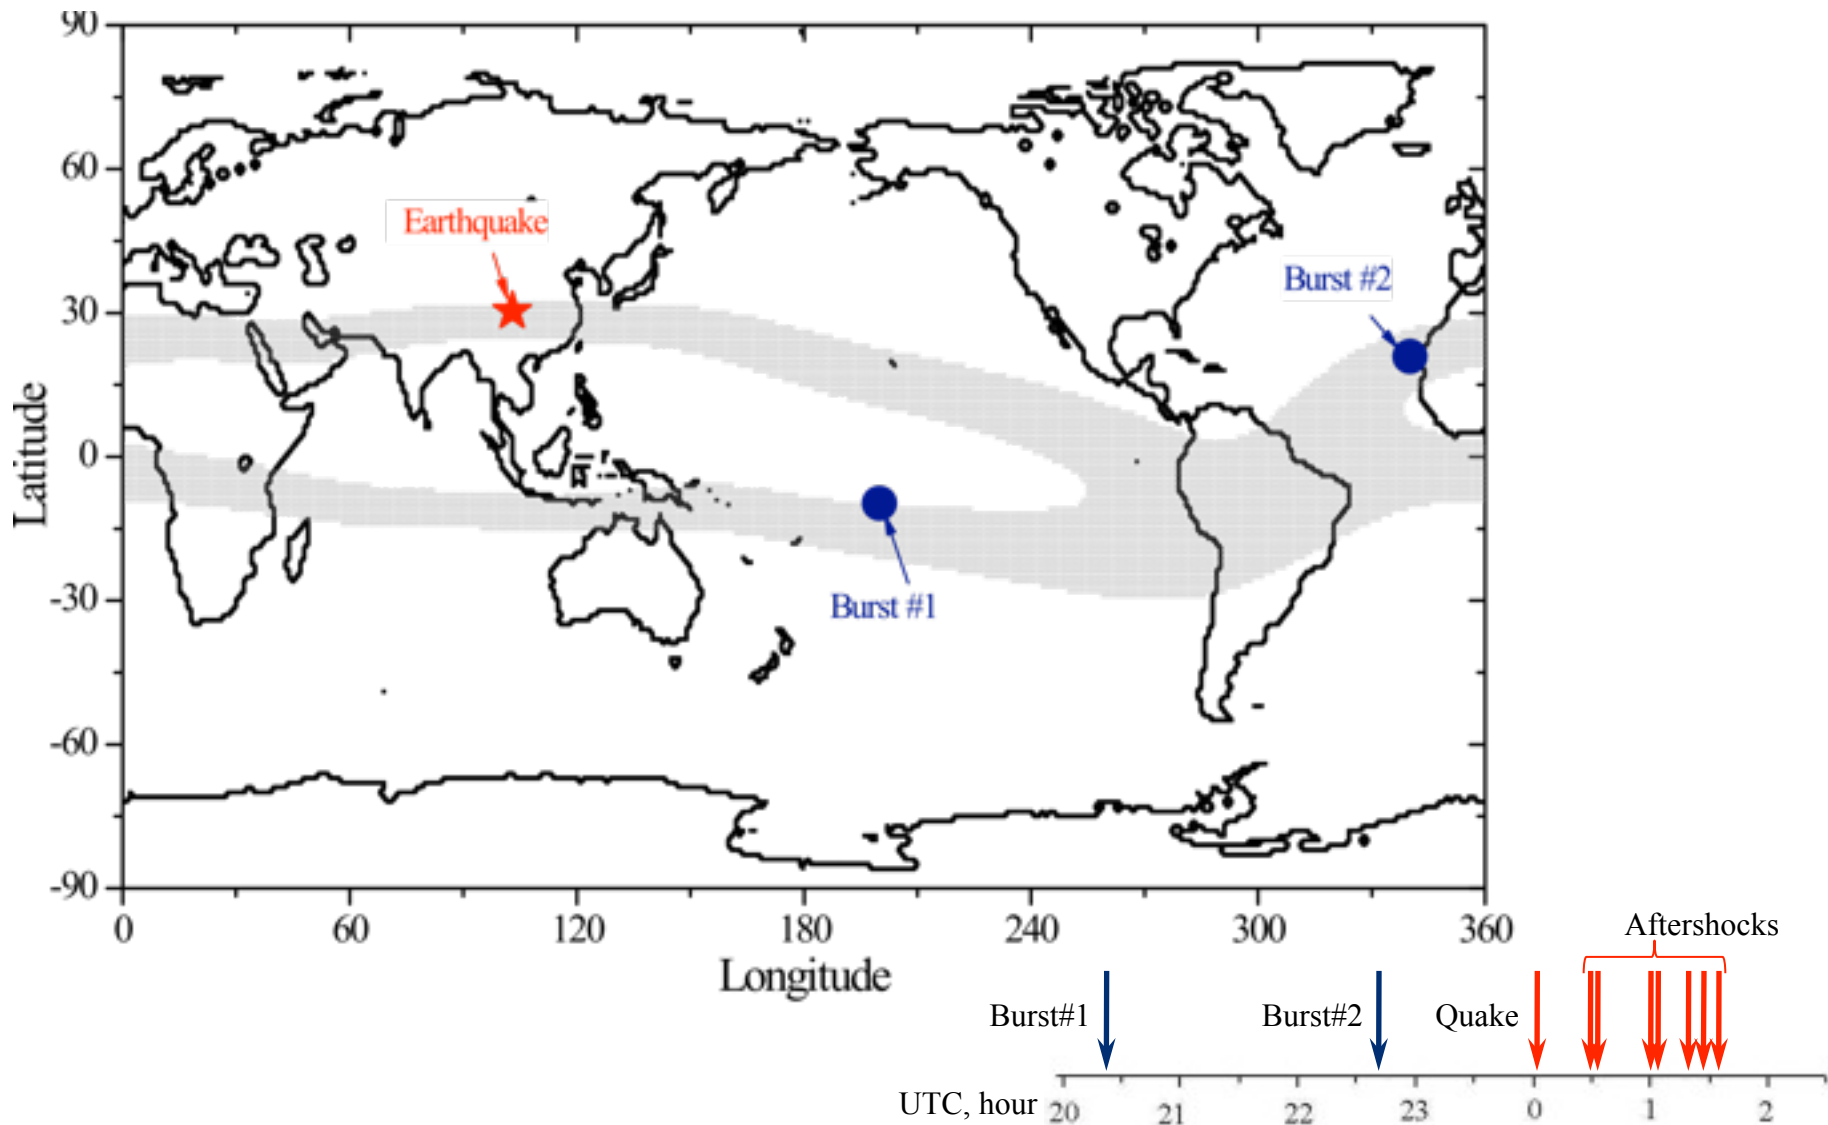 90
60
30
0
-30
-60
-90
Latitude
Earthquake
Burst #2
Burst #1
0 60 120 180 240 300 360
Longitude
Aftershocks
Burst#1 Burst#2 Quake
UTC, hour 20 21 22 23 0 1 2